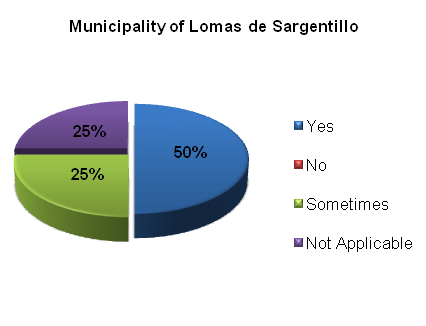 Municipality of Lomas de Sargentillo
25%
50%
25%
Yes
No
Sometimes
Not Applicable